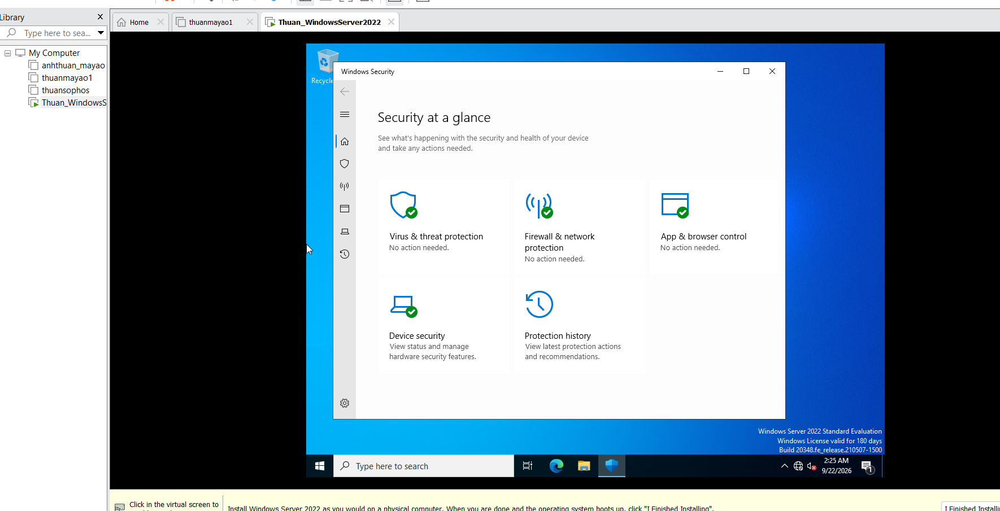 Library
Type here to sea...
My Computer
anhthuan_mayao
thuanmayao1
thuansophos
Thuan_WindowsS
Home
thuanmayao1
Thuan_WindowsServer2022
Recycle
Windows Security
Security at a glance
See what's happening with the security and health of your device
and take any actions needed.
Virus & threat protection
No action needed.
Firewall & network
protection
No action needed.
App & browser control
No action needed.
Device security
View status and manage
hardware security features.
Protection history
View latest protection actions
and recommendations.
Windows Server 2022 Standard Evaluation
Windows License valid for 180 days
Build 20348.fe_release.210507-1500
Type here to search
2:25 AM
9/22/2026
1
Click in the virtual screen to
Install Windows Server 2022 as you would on a physical computer. When you are done and the operating system boots up, click "I Finished Installing".
I Finished Installi